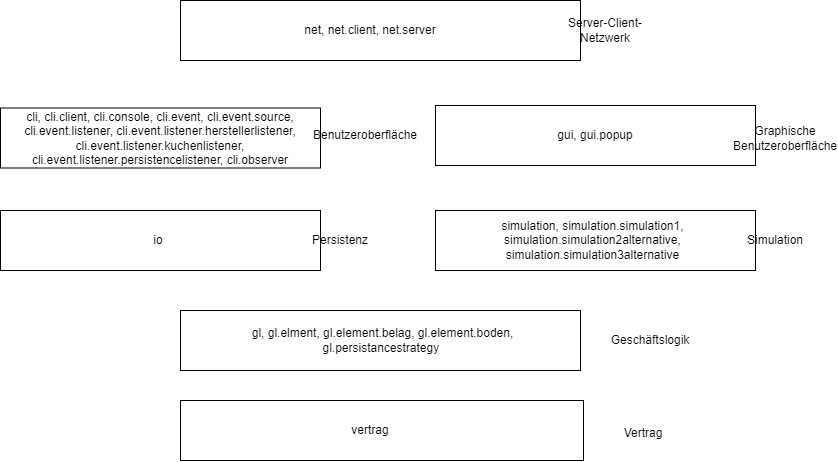 net, net.client, net.server
Server-Client-
Netzwerk
cli, cli.client, cli.console, cli.event, cli.event.source,
cli.event.listener, cli.event.listener.herstellerlistener,
cli.event.listener.kuchenlistener,
cli.event.listener.persistencelistener, cli.observer
Benutzeroberfläche
gui, gui.popup
Graphische
Benutzeroberfläche
io
Persistenz
simulation, simulation.simulation1,
simulation.simulation2alternative,
simulation.simulation3alternative
Simulation
gl, gl.elment, gl.element.belag, gl.element.boden,
gl.persistancestrategy
Geschäftslogik
vertrag
Vertrag